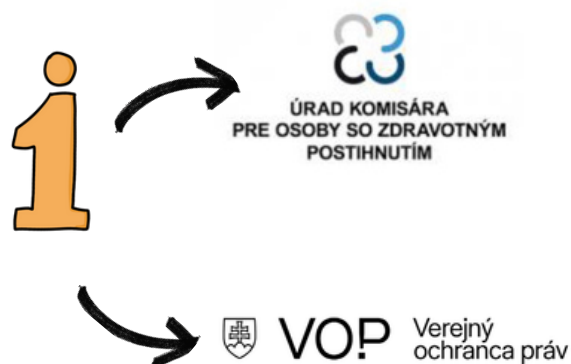 i
ÚRAD KOMISÁRA
PRE OSOBY SO ZDRAVOTNÝM
POSTIHNUTÍM
VOP Verejný
ochranca práv